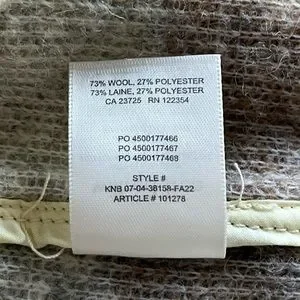 73% WOOL, 27% POLYESTER
73% LAINE, 27% POLYESTER
CA 23725 RN 122354
PO 4500177466
PO 4500177467
PO 4500177468
STYLE #
KNB 07-04-38158-FA22
ARTICLE # 101278